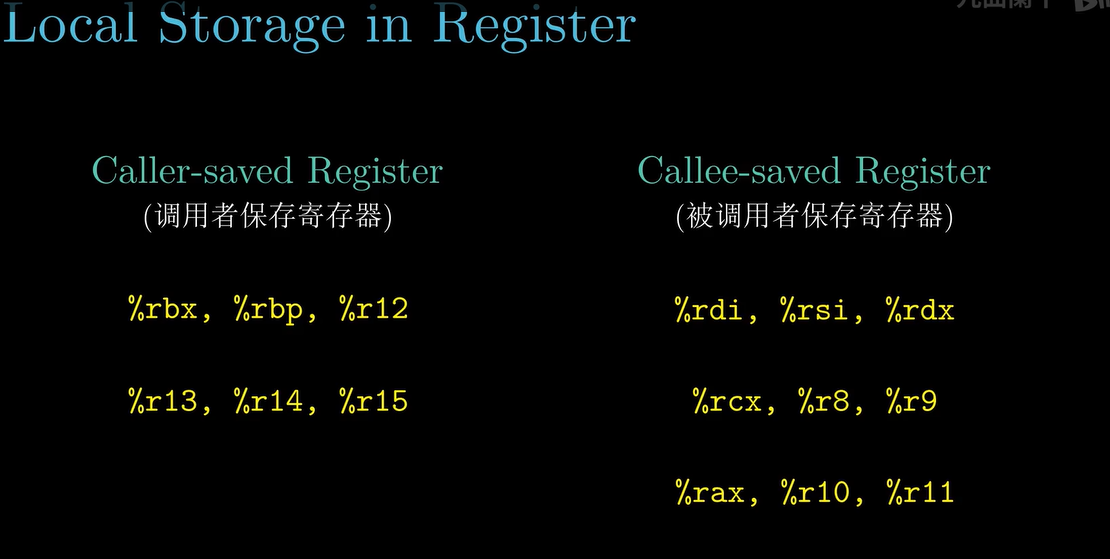 Local Storage in Register
Caller-saved Register
(调用者保存寄存器)
%rbx, %rbp, %r12
%r13, %r14, %r15
Callee-saved Register
(被调用者保存寄存器)
%rdi, %rsi, %rdx
%rcx, %r8, %r9
%rax, %r10, %r11